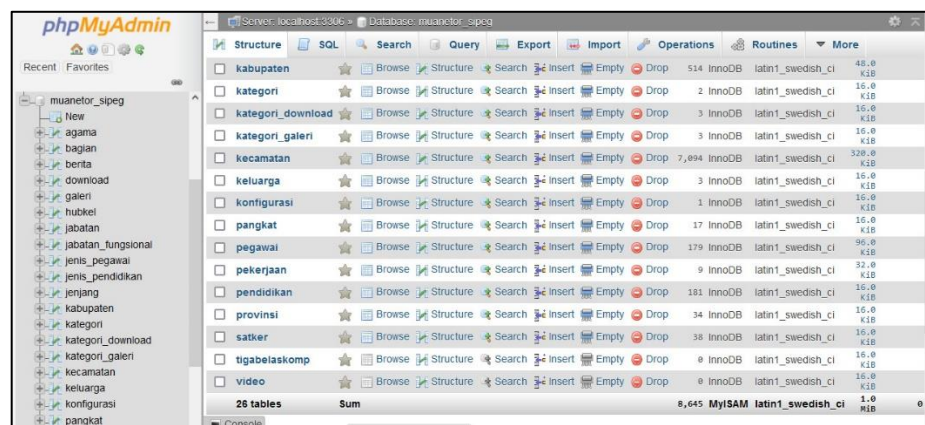 phpMyAdmin
Recent Favorites
muanetor_sipeg
New
agama
bagian
berita
download
galeri
hubkel
jabatan
jabatan_fungsional
jenis_pegawai
jenis_pendidikan
jenjang
kabupaten
kategori
kategori_download
kategori_galeri
kecamatan
keluarga
konfigurasi
pangkat
Server: localhost:3306 » Database: muanetor_sipeg
Structure SQL Search Query Export Import Operations Routines More
kabupaten Browse Structure Search Insert Empty Drop 514 InnoDB latin1_swedish_ci 48.0 KiB
kategori Browse Structure Search Insert Empty Drop 2 InnoDB latin1_swedish_ci 16.0 KiB
kategori_download Browse Structure Search Insert Empty Drop 3 InnoDB latin1_swedish_ci 16.0 KiB
kategori_galeri Browse Structure Search Insert Empty Drop 3 InnoDB latin1_swedish_ci 16.0 KiB
kecamatan Browse Structure Search Insert Empty Drop 7,094 InnoDB latin1_swedish_ci 320.0 KiB
keluarga Browse Structure Search Insert Empty Drop 3 InnoDB latin1_swedish_ci 16.0 KiB
konfigurasi Browse Structure Search Insert Empty Drop 1 InnoDB latin1_swedish_ci 16.0 KiB
pangkat Browse Structure Search Insert Empty Drop 17 InnoDB latin1_swedish_ci 16.0 KiB
pegawai Browse Structure Search Insert Empty Drop 179 InnoDB latin1_swedish_ci 96.0 KiB
pekerjaan Browse Structure Search Insert Empty Drop 9 InnoDB latin1_swedish_ci 32.0 KiB
pendidikan Browse Structure Search Insert Empty Drop 181 InnoDB latin1_swedish_ci 16.0 KiB
provinsi Browse Structure Search Insert Empty Drop 34 InnoDB latin1_swedish_ci 16.0 KiB
satker Browse Structure Search Insert Empty Drop 38 InnoDB latin1_swedish_ci 16.0 KiB
tigabelaskomp Browse Structure Search Insert Empty Drop 0 InnoDB latin1_swedish_ci 16.0 KiB
video Browse Structure Search Insert Empty Drop 0 InnoDB latin1_swedish_ci 16.0 KiB
26 tables Sum 8,645 MyISAM latin1_swedish_ci 1.0 MiB 0
Console